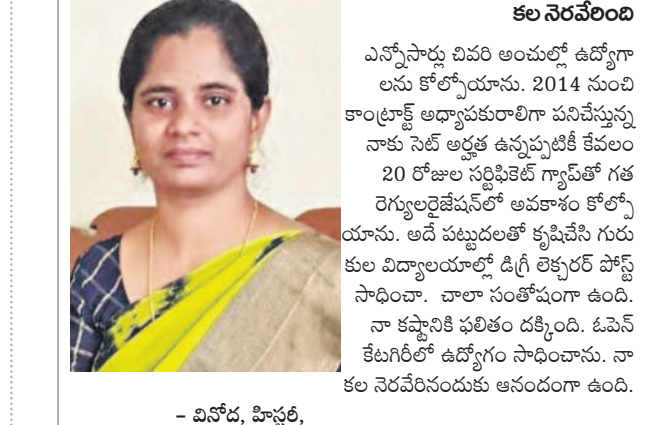 కల నెరవేరింది
ఎన్నోసార్లు చివరి అంచుల్లో ఉద్యోగా
లను కోల్పోయాను. 2014 నుంచి
కాంట్రాక్ట్ అధ్యాపకురాలిగా పనిచేస్తున్న
నాకు సెట్ అర్హత ఉన్నప్పటికీ కేవలం
20 రోజుల సర్టిఫికెట్ గ్యాప్‌తో గత
రెగ్యులరైజేషన్‌లో అవకాశం కోల్పో
యాను. అదే పట్టుదలతో కృషిచేసి గురు
కుల విద్యాలయాల్లో డిగ్రీ లెక్చరర్ పోస్ట్
సాధించా. చాలా సంతోషంగా ఉంది.
నా కష్టానికి ఫలితం దక్కింది. ఓపెన్
కేటగిరీలో ఉద్యోగం సాధించాను. నా
కల నెరవేరినందుకు ఆనందంగా ఉంది.
– వినోద, హిస్టరీ,